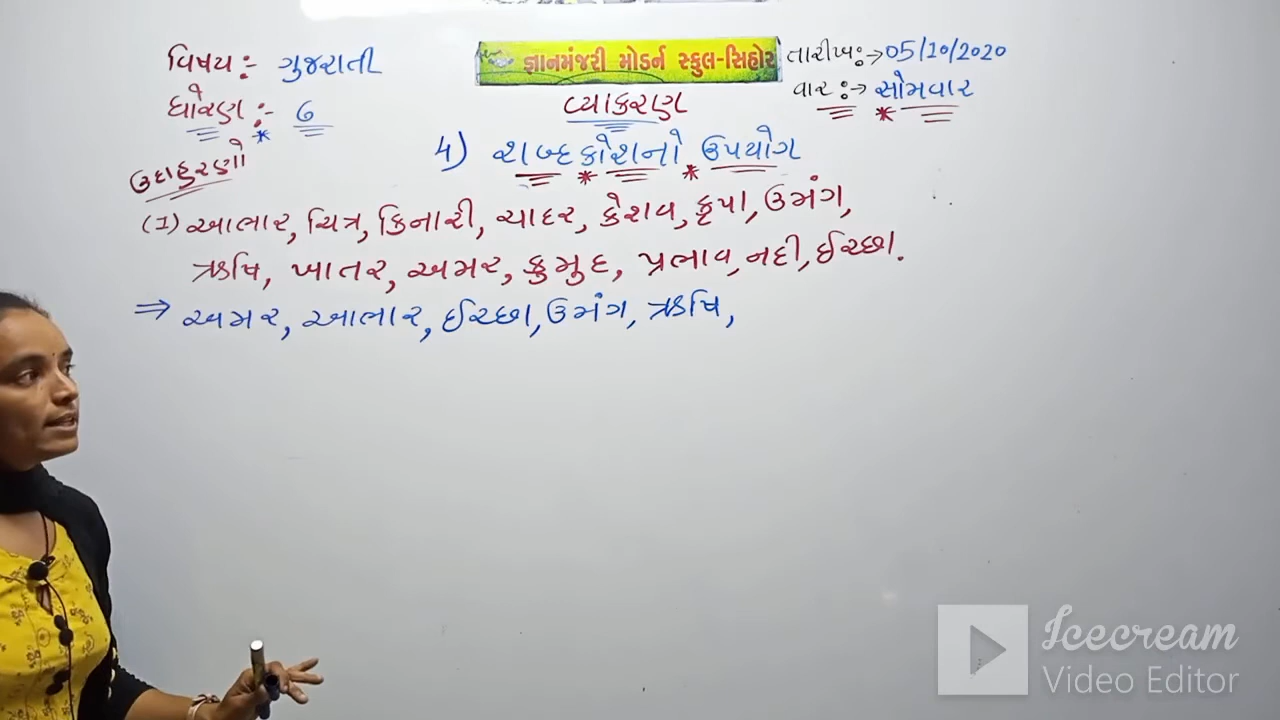 વિષય :- ગુજરાતી
ધોરણ :- ૭
જ્ઞાનમંજરી મોડર્ન સ્કુલ-સિહોર
તારીખ :-> 05/10/2020
વાર :-> સોમવાર
વ્યાકરણ
4) શબ્દકોશનો ઉપયોગ
ઉદાહરણો
(1) આભાર, ચિત્ર, કિનારી, ચાદર, કેશવ, કૃપા, ઉમંગ,
ઋષિ, ખાતર, અમર, કુમુદ, પ્રભાવ, નદી, ઈચ્છા.
⇒ અમર, આભાર, ઈચ્છા, ઉમંગ, ઋષિ,
Icecream
Video Editor